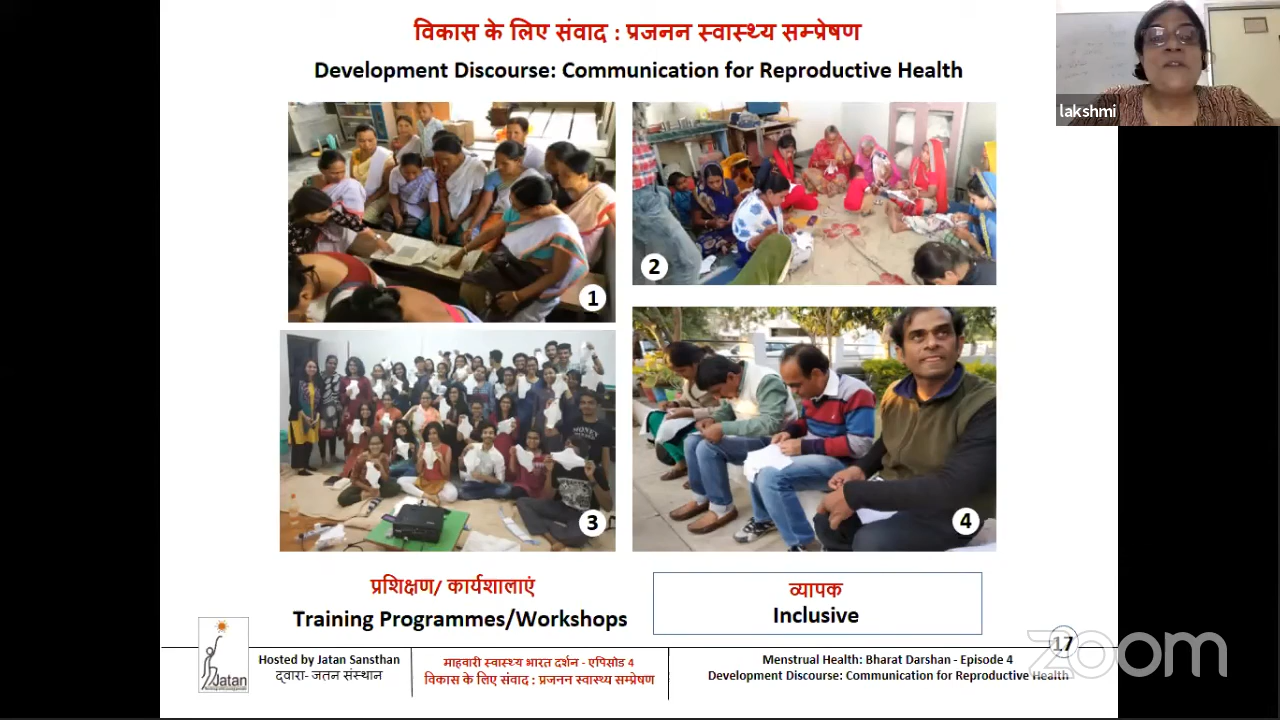 विकास के लिए संवाद : प्रजनन स्वास्थ्य सम्प्रेषण
Development Discourse: Communication for Reproductive Health
lakshmi
1
2
3
4
प्रशिक्षण/ कार्यशालाएं
Training Programmes/Workshops
व्यापक
Inclusive
Jatan
Hosted by Jatan Sansthan
द्वारा- जतन संस्थान
माहवारी स्वास्थ्य भारत दर्शन - एपिसोड 4
विकास के लिए संवाद : प्रजनन स्वास्थ्य सम्प्रेषण
Menstrual Health: Bharat Darshan - Episode 4
Development Discourse: Communication for Reproductive Health
17
zoom